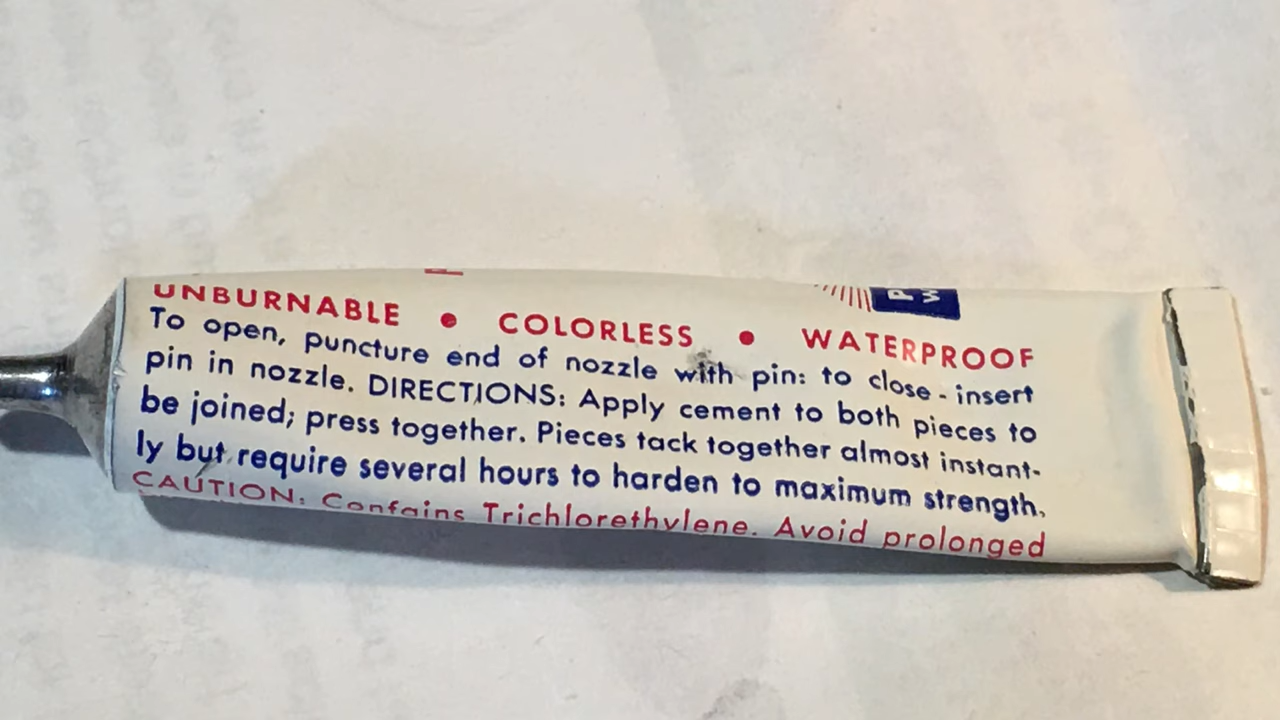 UNBURNABLE • COLORLESS • WATERPROOF
To open, puncture end of nozzle with pin: to close - insert
pin in nozzle. DIRECTIONS: Apply cement to both pieces to
be joined; press together. Pieces tack together almost instant-
ly but require several hours to harden to maximum strength.
CAUTION: Contains Trichlorethylene. Avoid prolonged